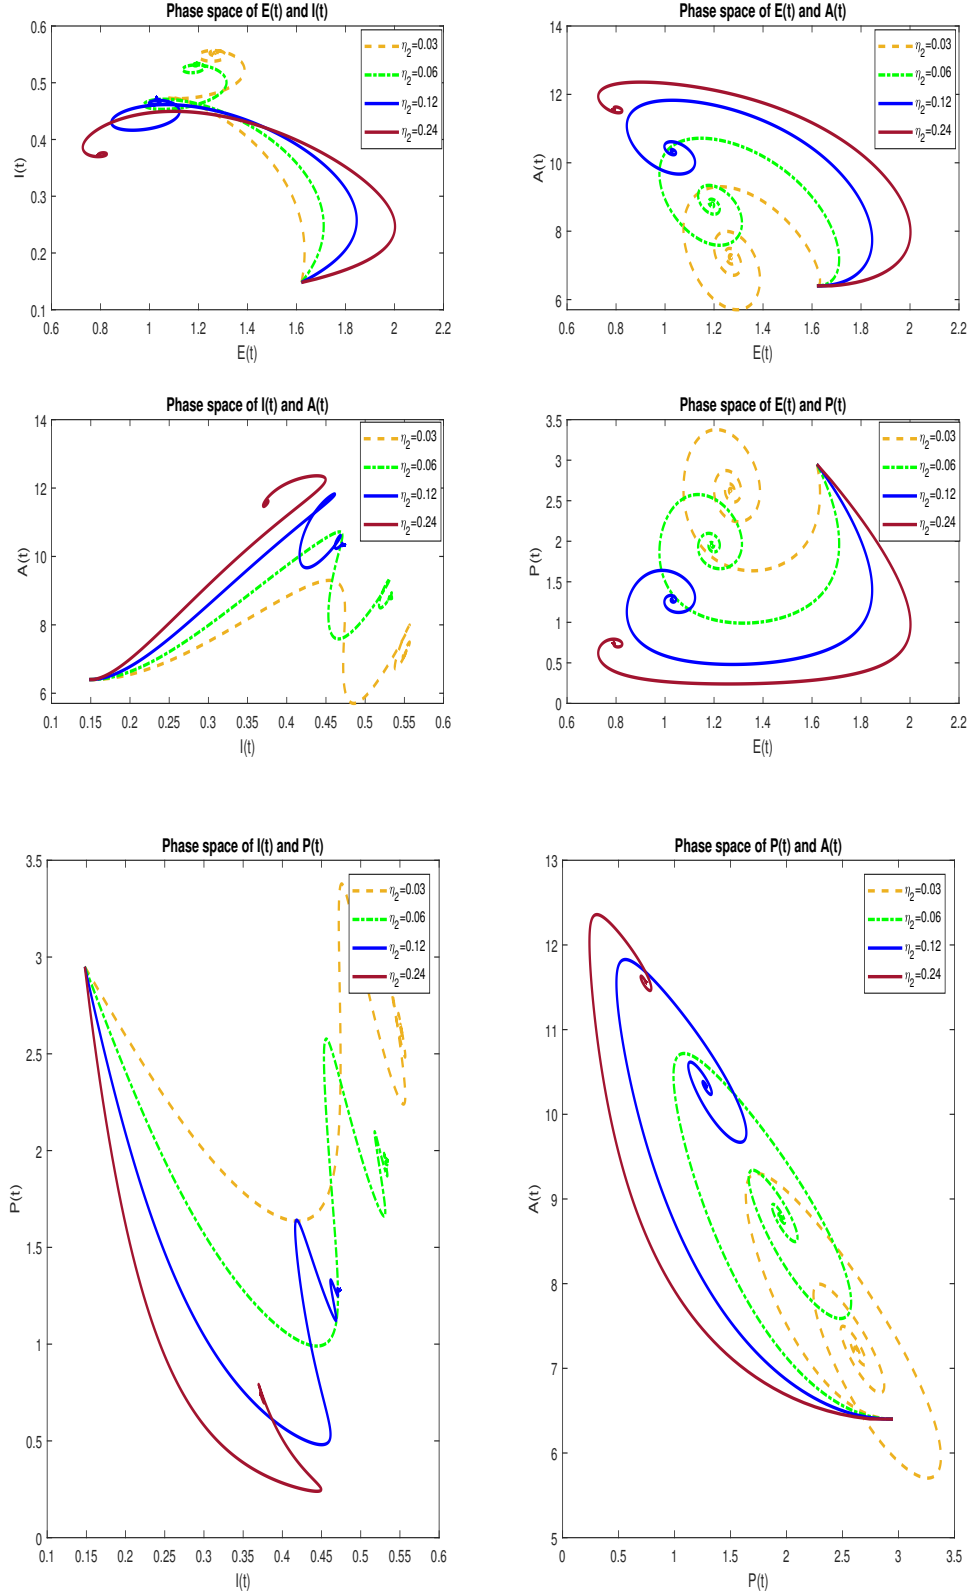 Phase space of E(t) and I(t)
I(t)
0.6
0.5
0.4
0.3
0.2
0.1
η2=0.03
η2=0.06
η2=0.12
η2=0.24
0.6 0.8 1 1.2 1.4 1.6 1.8 2 2.2
E(t)
Phase space of E(t) and A(t)
A(t)
14
12
10
8
6
η2=0.03
η2=0.06
η2=0.12
η2=0.24
0.6 0.8 1 1.2 1.4 1.6 1.8 2 2.2
E(t)
Phase space of I(t) and A(t)
A(t)
14
12
10
8
6
η2=0.03
η2=0.06
η2=0.12
η2=0.24
0.1 0.15 0.2 0.25 0.3 0.35 0.4 0.45 0.5 0.55 0.6
I(t)
Phase space of E(t) and P(t)
P(t)
3.5
3
2.5
2
1.5
1
0.5
0
η2=0.03
η2=0.06
η2=0.12
η2=0.24
0.6 0.8 1 1.2 1.4 1.6 1.8 2 2.2
E(t)
Phase space of I(t) and P(t)
P(t)
3.5
3
2.5
2
1.5
1
0.5
0
η2=0.03
η2=0.06
η2=0.12
η2=0.24
0.1 0.15 0.2 0.25 0.3 0.35 0.4 0.45 0.5 0.55 0.6
I(t)
Phase space of P(t) and A(t)
A(t)
13
12
11
10
9
8
7
6
5
η2=0.03
η2=0.06
η2=0.12
η2=0.24
0 0.5 1 1.5 2 2.5 3 3.5
P(t)